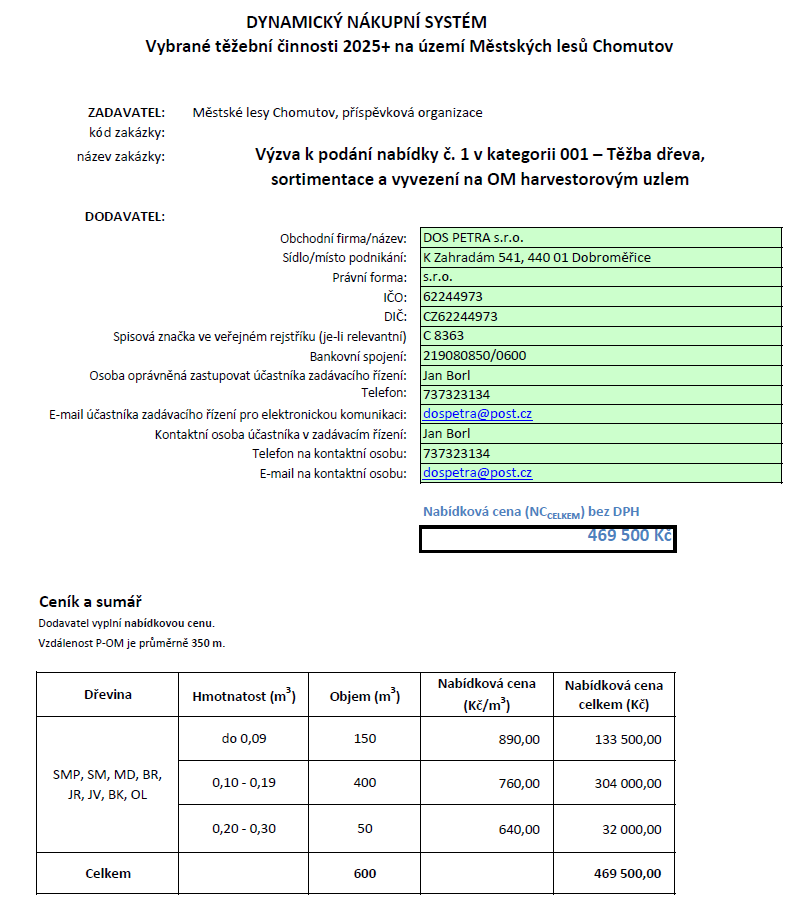 DYNAMICKÝ NÁKUPNÍ SYSTÉM
Vybrané těžební činnosti 2025+ na území Městských lesů Chomutov
ZADAVATEL: Městské lesy Chomutov, příspěvková organizace
kód zakázky:
název zakázky: Výzva k podání nabídky č. 1 v kategorii 001 – Těžba dřeva,
sortimentace a vyvezení na OM harvestorovým uzlem
DODAVATEL:
Obchodní firma/název: DOS PETRA s.r.o.
Sídlo/místo podnikání: K Zahradám 541, 440 01 Dobroměřice
Právní forma: s.r.o.
IČO: 62244973
DIČ: CZ62244973
Spisová značka ve veřejném rejstříku (je-li relevantní) C 8363
Bankovní spojení: 219080850/0600
Osoba oprávněná zastupovat účastníka zadávacího řízení: Jan Borl
Telefon: 737323134
E-mail účastníka zadávacího řízení pro elektronickou komunikaci: dospetra@post.cz
Kontaktní osoba účastníka v zadávacím řízení: Jan Borl
Telefon na kontaktní osobu: 737323134
E-mail na kontaktní osobu: dospetra@post.cz
Nabídková cena (NCCELKEM) bez DPH
469 500 Kč
Ceník a sumář
Dodavatel vyplní nabídkovou cenu.
Vzdálenost P-OM je průměrně 350 m.
Dřevina Hmotnatost (m³) Objem (m³) Nabídková cena (Kč/m³) Nabídková cena celkem (Kč)
SMP, SM, MD, BR, JR, JV, BK, OL
do 0,09 150 890,00 133 500,00
0,10 - 0,19 400 760,00 304 000,00
0,20 - 0,30 50 640,00 32 000,00
Celkem 600 469 500,00